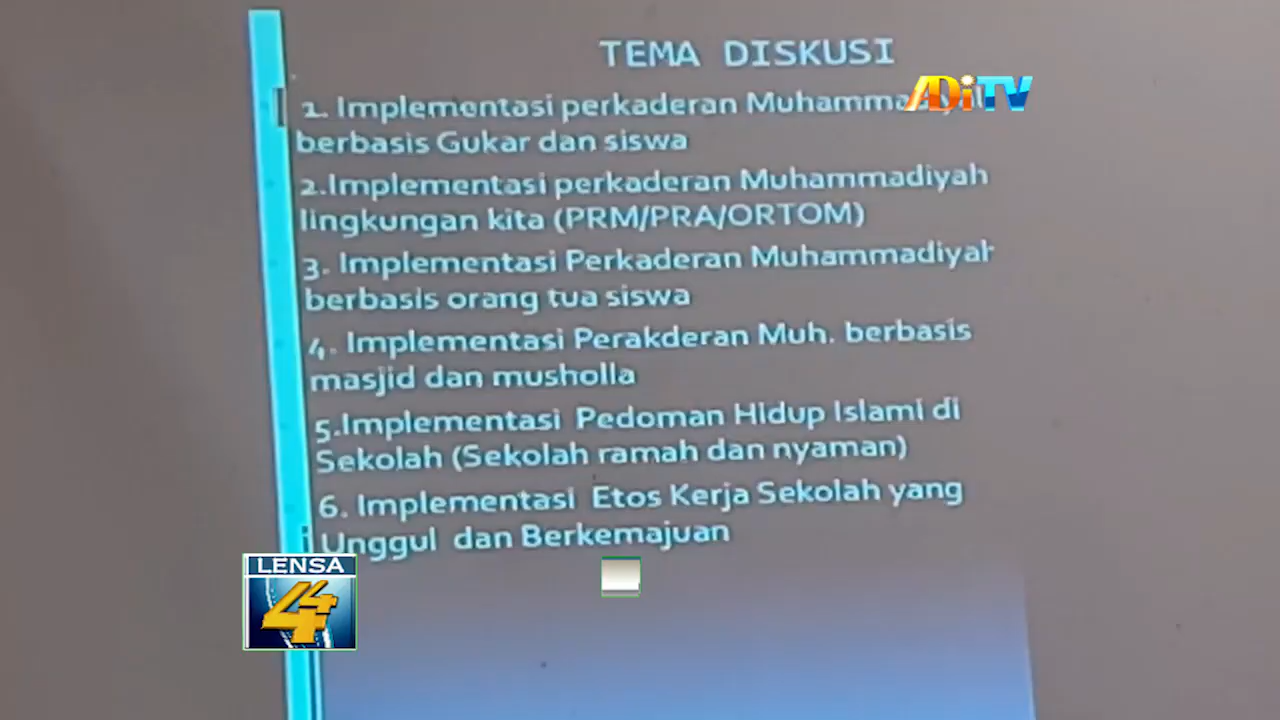 TEMA DISKUSI
ADiTV
1. Implementasi perkaderan
berbasis Gukar dan siswa
2.Implementasi perkaderan Muhammadiyah
lingkungan kita (PRM/PRA/ORTOM)
3. Implementasi Perkaderan Muhammadiyah
berbasis orang tua siswa
4. Implementasi Perakderan Muh. berbasis
masjid dan musholla
5.Implementasi Pedoman Hidup Islami di
Sekolah (Sekolah ramah dan nyaman)
6. Implementasi Etos Kerja Sekolah yang
Unggul dan Berkemajuan
LENSA
44